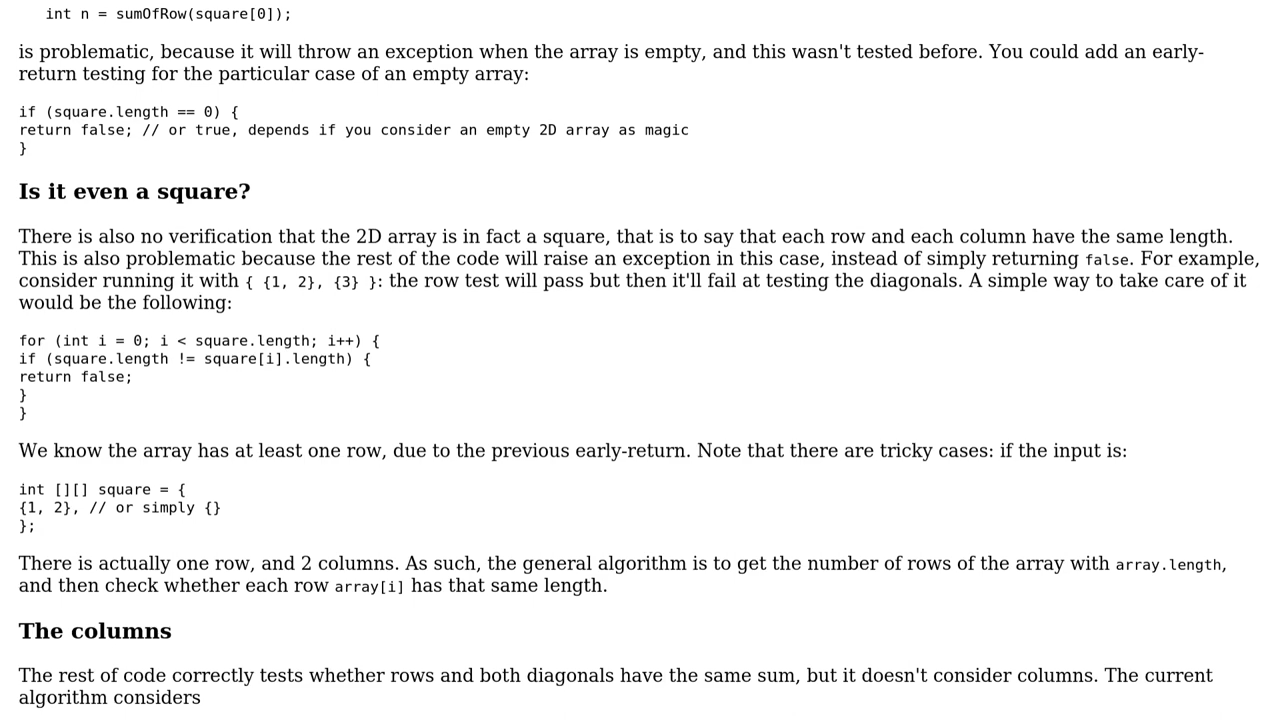 int n = sumOfRow(square[0]);
is problematic, because it will throw an exception when the array is empty, and this wasn't tested before. You could add an early-
return testing for the particular case of an empty array:
if (square.length == 0) {
return false; // or true, depends if you consider an empty 2D array as magic
}
Is it even a square?
There is also no verification that the 2D array is in fact a square, that is to say that each row and each column have the same length.
This is also problematic because the rest of the code will raise an exception in this case, instead of simply returning false. For example,
consider running it with { {1, 2}, {3} }: the row test will pass but then it'll fail at testing the diagonals. A simple way to take care of it
would be the following:
for (int i = 0; i < square.length; i++) {
if (square.length != square[i].length) {
return false;
}
}
We know the array has at least one row, due to the previous early-return. Note that there are tricky cases: if the input is:
int [][] square = {
{1, 2}, // or simply {}
};
There is actually one row, and 2 columns. As such, the general algorithm is to get the number of rows of the array with array.length,
and then check whether each row array[i] has that same length.
The columns
The rest of code correctly tests whether rows and both diagonals have the same sum, but it doesn't consider columns. The current
algorithm considers